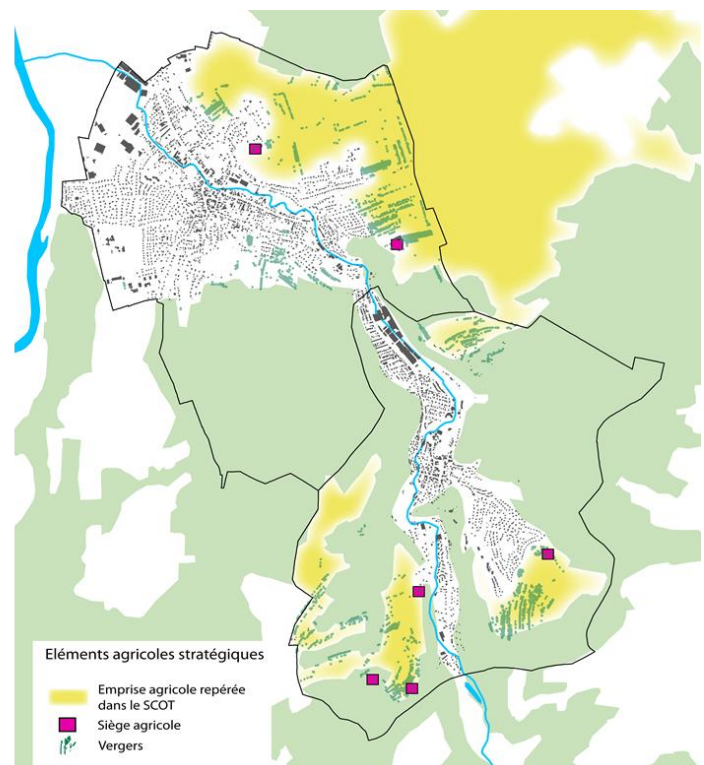 Eléments agricoles stratégiques
Emprise agricole repérée
dans le SCOT
Siège agricole
Vergers